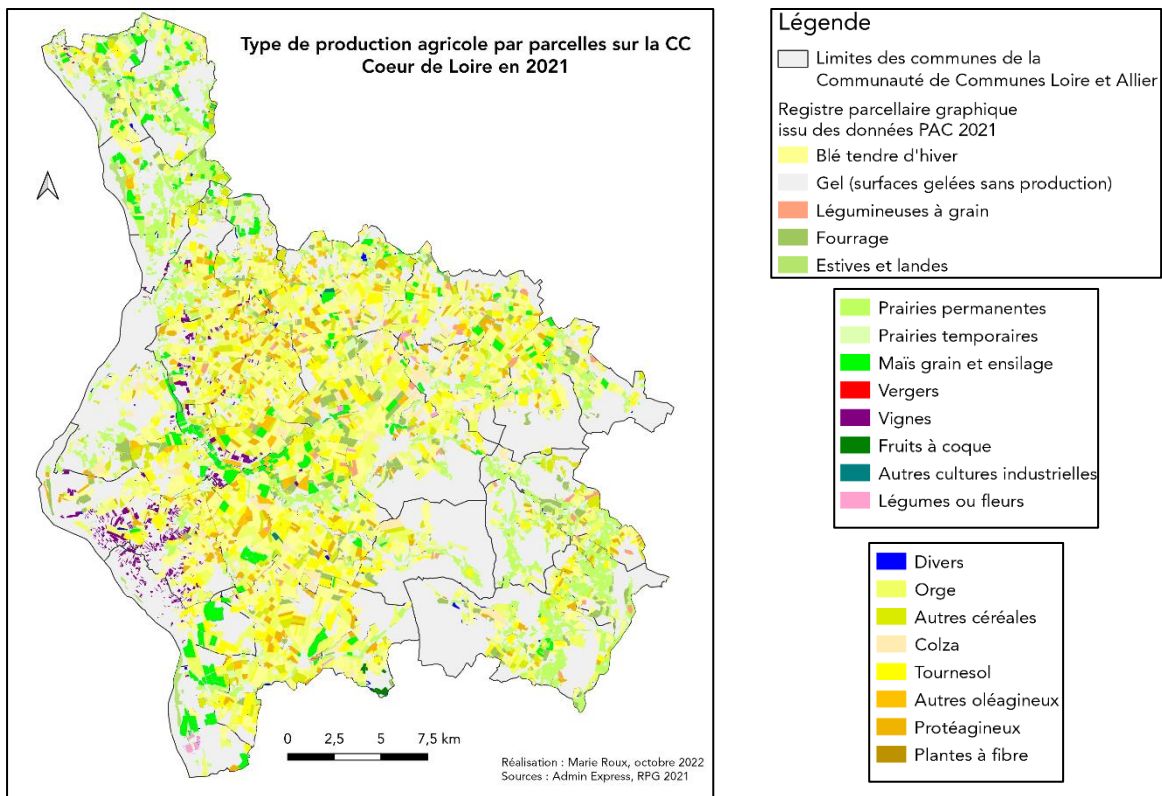 Type de production agricole par parcelles sur la CC
Coeur de Loire en 2021
0 2,5 5 7,5 km
Réalisation : Marie Roux, octobre 2022
Sources : Admin Express, RPG 2021
Légende
Limites des communes de la
Communauté de Communes Loire et Allier
Registre parcellaire graphique
issu des données PAC 2021
Blé tendre d'hiver
Gel (surfaces gelées sans production)
Légumineuses à grain
Fourrage
Estives et landes
Prairies permanentes
Prairies temporaires
Maïs grain et ensilage
Vergers
Vignes
Fruits à coque
Autres cultures industrielles
Légumes ou fleurs
Divers
Orge
Autres céréales
Colza
Tournesol
Autres oléagineux
Protéagineux
Plantes à fibre